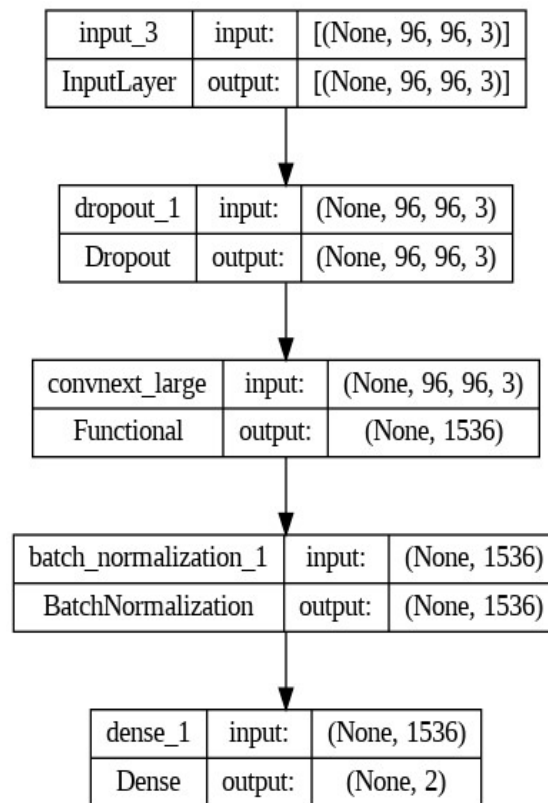 input_3 input: [(None, 96, 96, 3)]
InputLayer output: [(None, 96, 96, 3)]
dropout_1 input: (None, 96, 96, 3)
Dropout output: (None, 96, 96, 3)
convnext_large input: (None, 96, 96, 3)
Functional output: (None, 1536)
batch_normalization_1 input: (None, 1536)
BatchNormalization output: (None, 1536)
dense_1 input: (None, 1536)
Dense output: (None, 2)